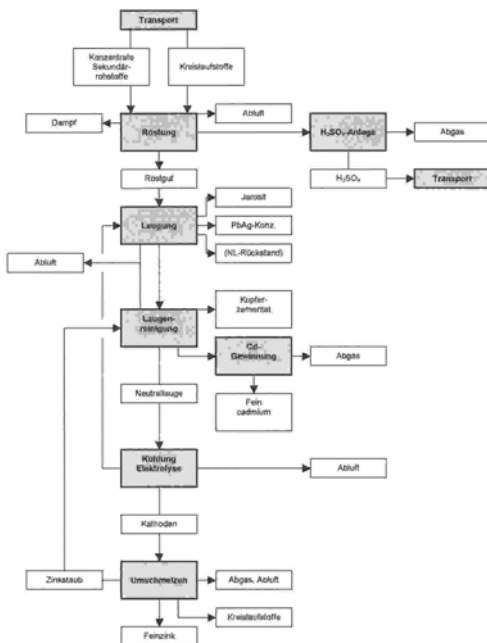 Transport
Konzentrate
Sekundär-
rohstoffe
Kreislaufstoffe
Abluft
Dampf
Röstung
H₂SO₄-Anlage
Abgas
Röstgut
H₂SO₄
Transport
Jarosit
Laugung
PbAg-Konz.
(NL-Rückstand)
Abluft
Kupfer-
zementat
Laugen-
reinigung
Cd-
Gewinnung
Abgas
Neutrallauge
Fein
cadmium
Kühlung
Elektrolyse
Abluft
Kathoden
Zinkstaub
Umschmelzen
Abgas, Abluft
Kreislaufstoffe
Feinzink